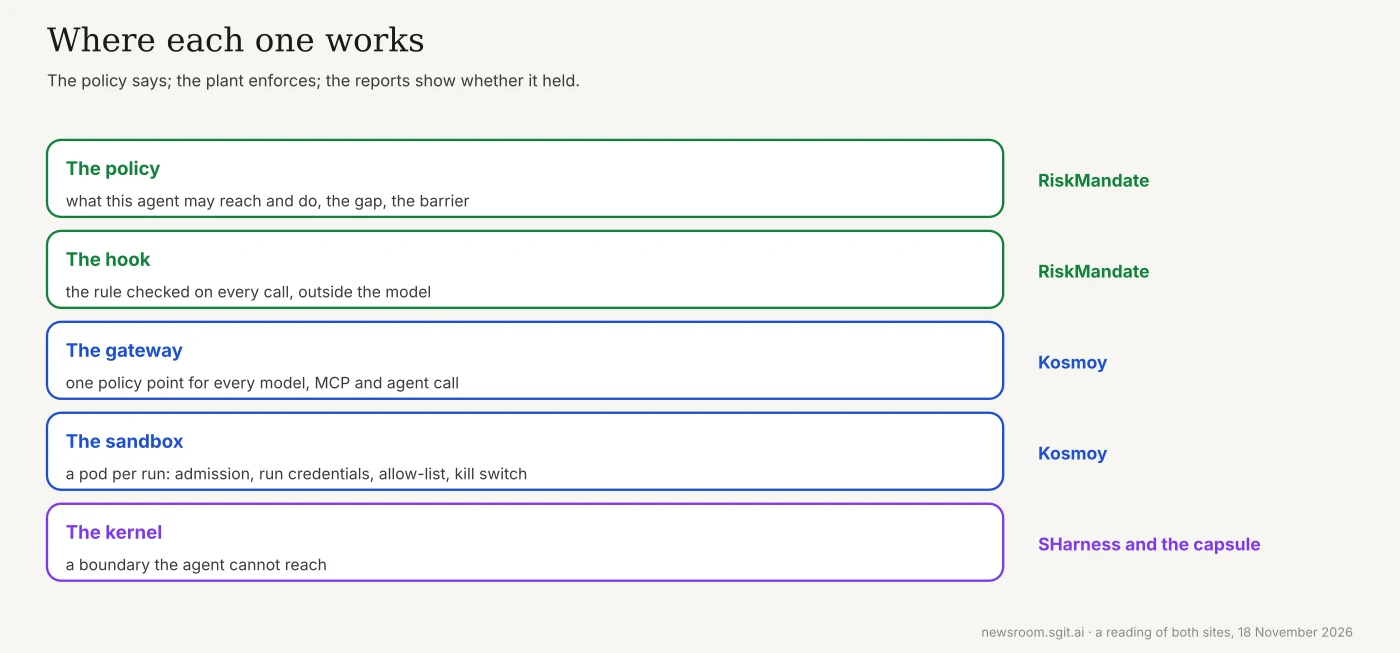 Where each one works
The policy says; the plant enforces; the reports show whether it held.
The policy
what this agent may reach and do, the gap, the barrier
RiskMandate
The hook
the rule checked on every call, outside the model
RiskMandate
The gateway
one policy point for every model, MCP and agent call
Kosmoy
The sandbox
a pod per run: admission, run credentials, allow-list, kill switch
Kosmoy
The kernel
a boundary the agent cannot reach
SHarness and the capsule
newsroom.sgit.ai · a reading of both sites, 18 November 2026